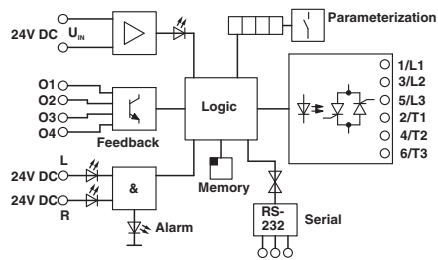 Parameterization
24V DC
U IN
1/L1
3/L2
5/L3
2/T1
4/T2
6/T3
O1
O2
O3
O4
Logic
Feedback
L
24V DC
24V DC
R
&
Memory
Alarm
RS-
232
Serial